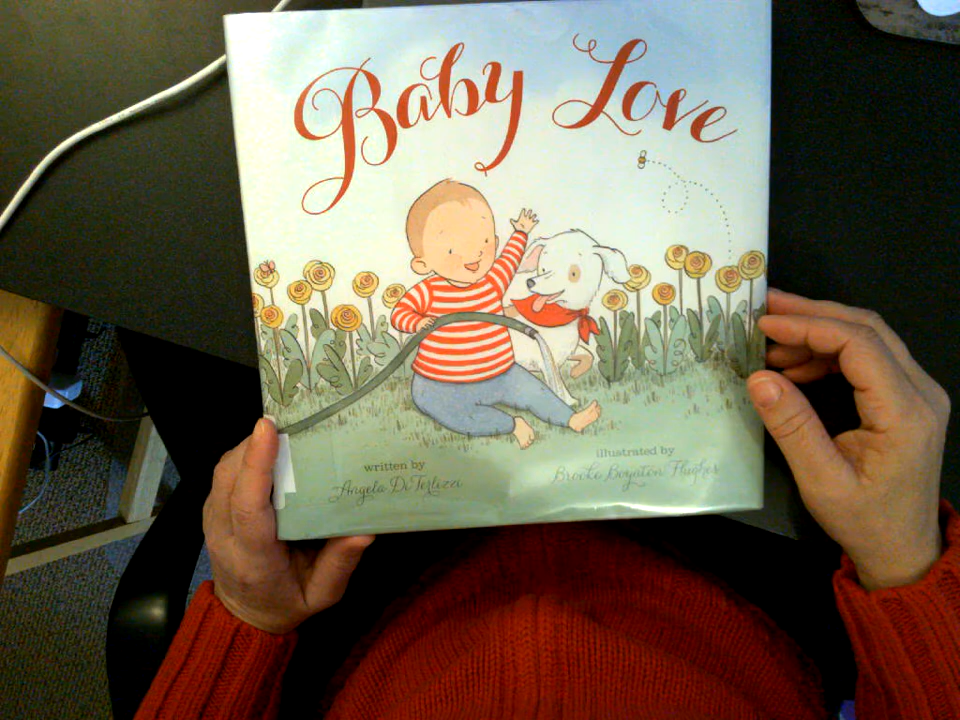 Baby Love
written by
Angela DiTerlizzi
illustrated by
Brooke Boynton Hughes